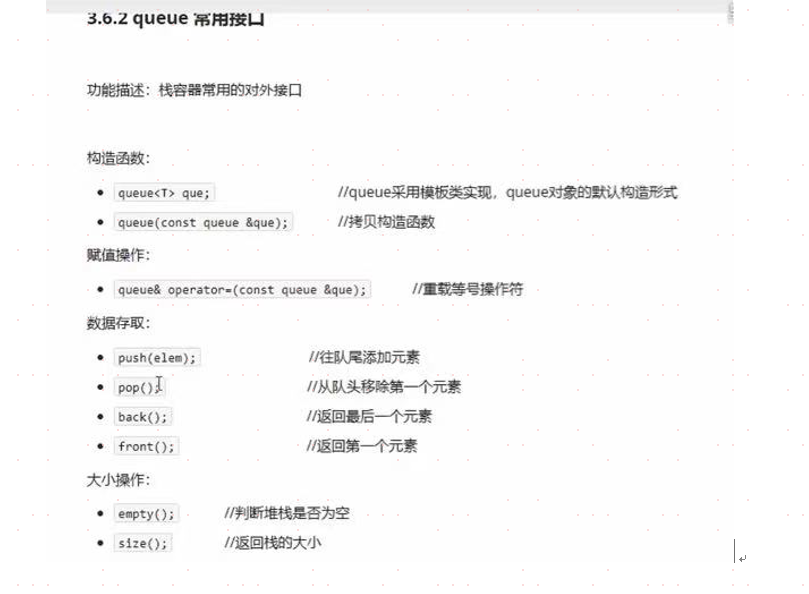 3.6.2 queue 常用接口
功能描述：栈容器常用的对外接口
构造函数：
queue<T> que; //queue采用模板类实现，queue对象的默认构造形式
queue(const queue &que); //拷贝构造函数
赋值操作：
queue& operator=(const queue &que); //重载等号操作符
数据存取：
push(elem); //往队尾添加元素
pop(); //从队头移除第一个元素
back(); //返回最后一个元素
front(); //返回第一个元素
大小操作：
empty(); //判断堆栈是否为空
size(); //返回栈的大小